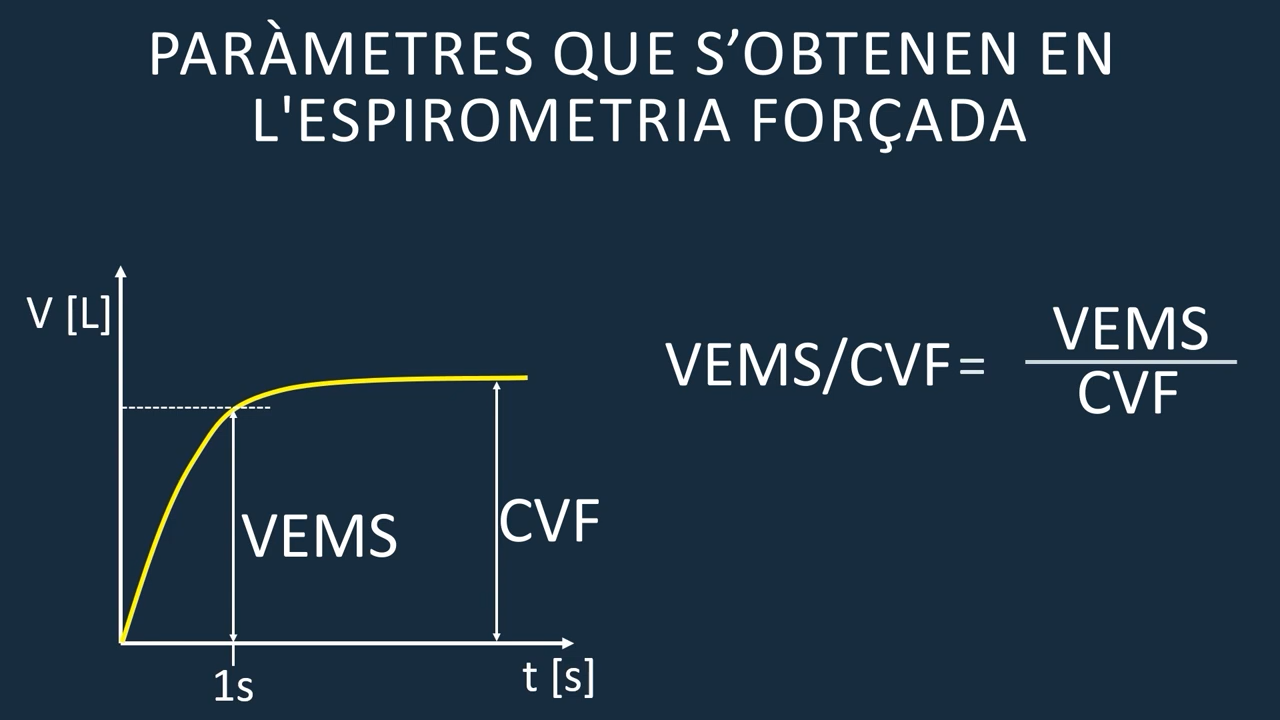 PARÀMETRES QUE S’OBTENEN EN
L'ESPIROMETRIA FORÇADA
V [L]
VEMS
CVF
1s
t [s]
VEMS/CVF =
VEMS
CVF